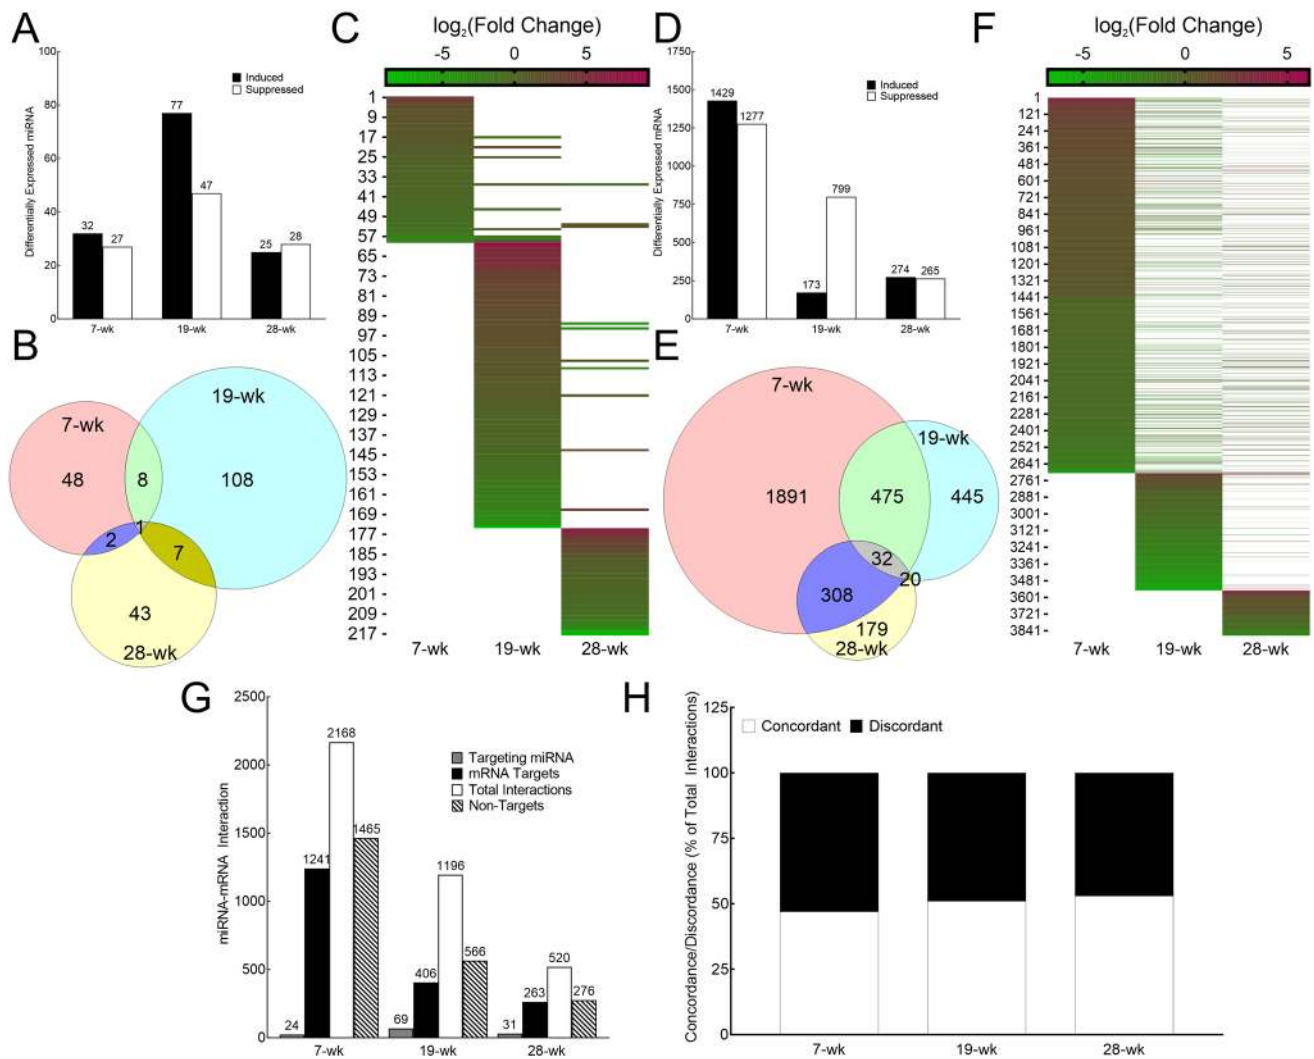 A
Differentially Expressed miRNA
100
80
60
40
20
0
Induced
Suppressed
32
27
77
47
25
28
7-wk
19-wk
28-wk
B
7-wk
19-wk
48
8
108
1
2
7
43
28-wk
C
log2(Fold Change)
-5
0
5
1
9
17
25
33
41
49
57
65
73
81
89
97
105
113
121
129
137
145
153
161
169
177
185
193
201
209
217
7-wk
19-wk
28-wk
D
Differentially Expressed mRNA
1750
1500
1250
1000
750
500
250
0
Induced
Suppressed
1429
1277
173
799
274
265
7-wk
19-wk
28-wk
E
7-wk
19-wk
1891
475
445
32
20
308
179
28-wk
F
log2(Fold Change)
-5
0
5
1
121
241
361
481
601
721
841
961
1081
1201
1321
1441
1561
1681
1801
1921
2041
2161
2281
2401
2521
2641
2761
2881
3001
3121
3241
3361
3481
3601
3721
3841
7-wk
19-wk
28-wk
G
miRNA-mRNA Interaction
2500
2000
1500
1000
500
0
Targeting miRNA
mRNA Targets
Total Interactions
Non-Targets
24
1241
2168
1465
69
406
1196
566
31
263
520
276
7-wk
19-wk
28-wk
H
Concordance/Discordance (% of Total Interactions)
125
100
75
50
25
0
Concordant
Discordant
7-wk
19-wk
28-wk